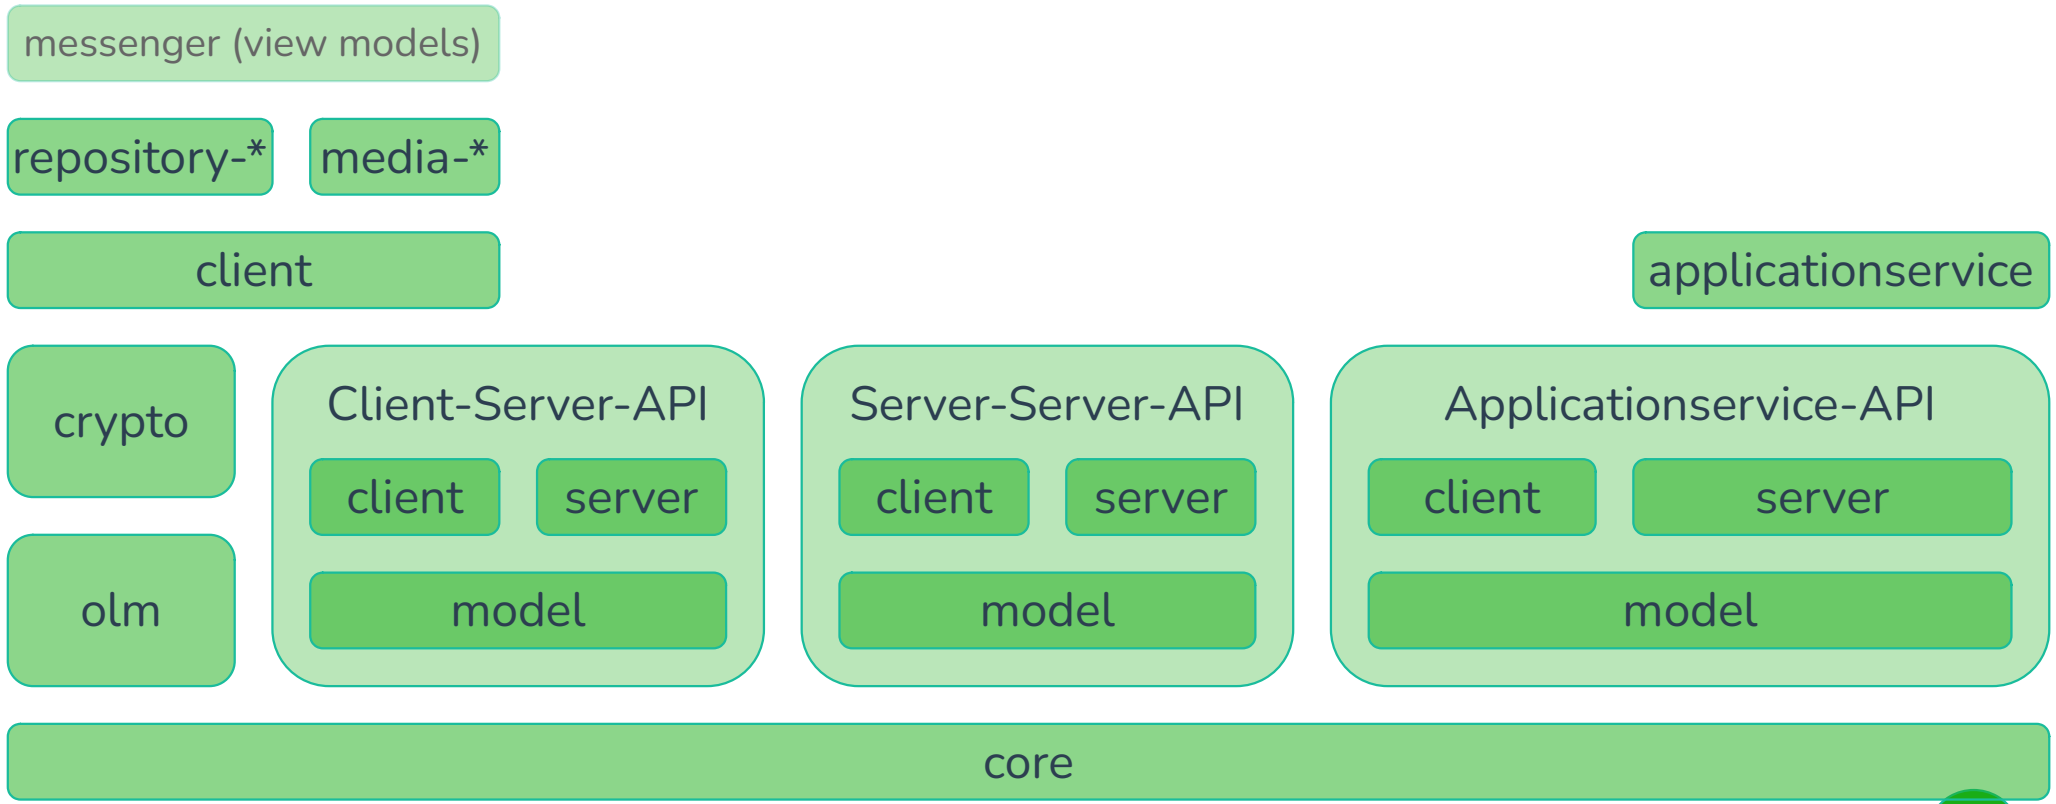 messenger (view models)
repository-*
media-*
client
applicationservice
crypto
Client-Server-API
Server-Server-API
Applicationservice-API
client
server
client
server
client
server
olm
model
model
model
core